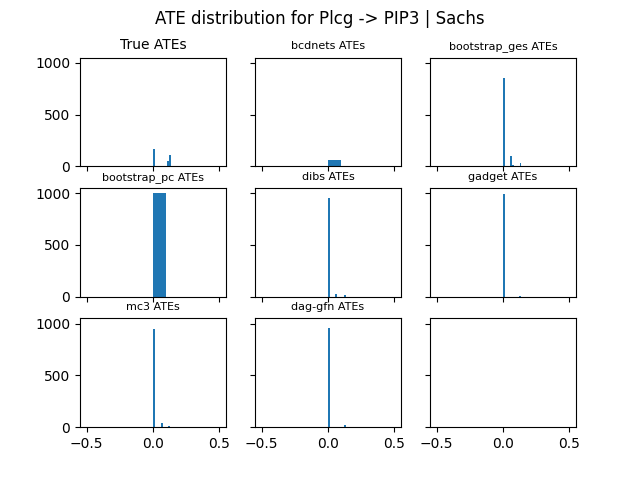 ATE distribution for Plcg -> PIP3 | Sachs
True ATEs
bcdnets ATEs
bootstrap_ges ATEs
1000
500
0
bootstrap_pc ATEs
dibs ATEs
gadget ATEs
1000
500
0
mc3 ATEs
dag-gfn ATEs
1000
500
0
−0.5 0.0 0.5
−0.5 0.0 0.5
−0.5 0.0 0.5